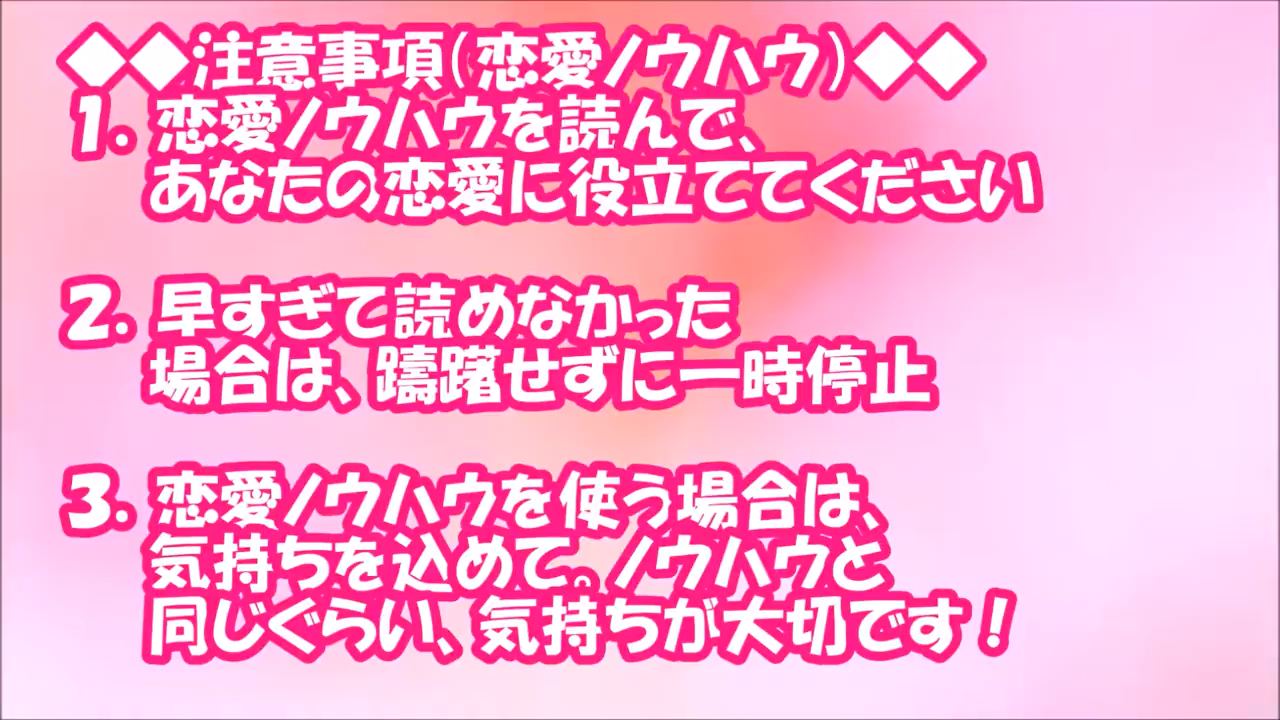 ◆◆注意事項(恋愛ノウハウ)◆◆
1. 恋愛ノウハウを読んで、
あなたの恋愛に役立ててください
2. 早すぎて読めなかった
場合は、躊躇せずに一時停止
3. 恋愛ノウハウを使う場合は、
気持ちを込めて。ノウハウと
同じぐらい、気持ちが大切です！